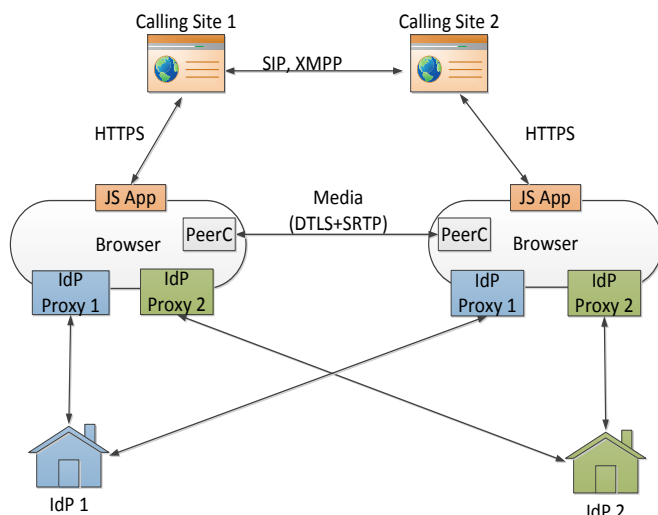 Calling Site 1
Calling Site 2
SIP, XMPP
HTTPS
HTTPS
JS App
JS App
Media
(DTLS+SRTP)
PeerC
PeerC
Browser
Browser
IdP
Proxy 1
IdP
Proxy 2
IdP
Proxy 1
IdP
Proxy 2
IdP 1
IdP 2